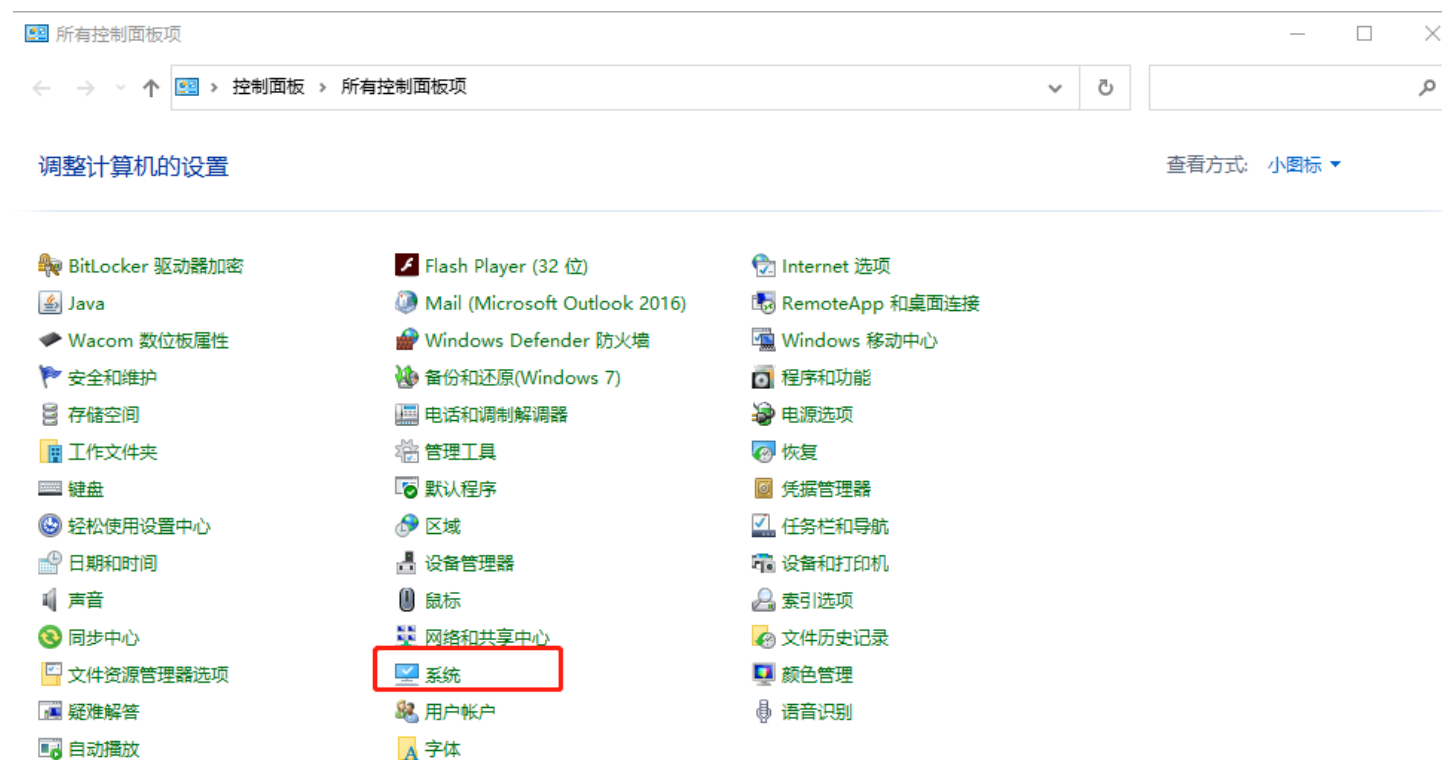 所有控制面板项
控制面板 › 所有控制面板项
调整计算机的设置
查看方式: 小图标
BitLocker 驱动器加密 Flash Player (32 位) Internet 选项
Java Mail (Microsoft Outlook 2016) RemoteApp 和桌面连接
Wacom 数位板属性 Windows Defender 防火墙 Windows 移动中心
安全和维护 备份和还原(Windows 7) 程序和功能
存储空间 电话和调制解调器 电源选项
工作文件夹 管理工具 恢复
键盘 默认程序 凭据管理器
轻松使用设置中心 区域 任务栏和导航
日期和时间 设备管理器 设备和打印机
声音 鼠标 索引选项
同步中心 网络和共享中心 文件历史记录
文件资源管理器选项 系统 颜色管理
疑难解答 用户帐户 语音识别
自动播放 字体